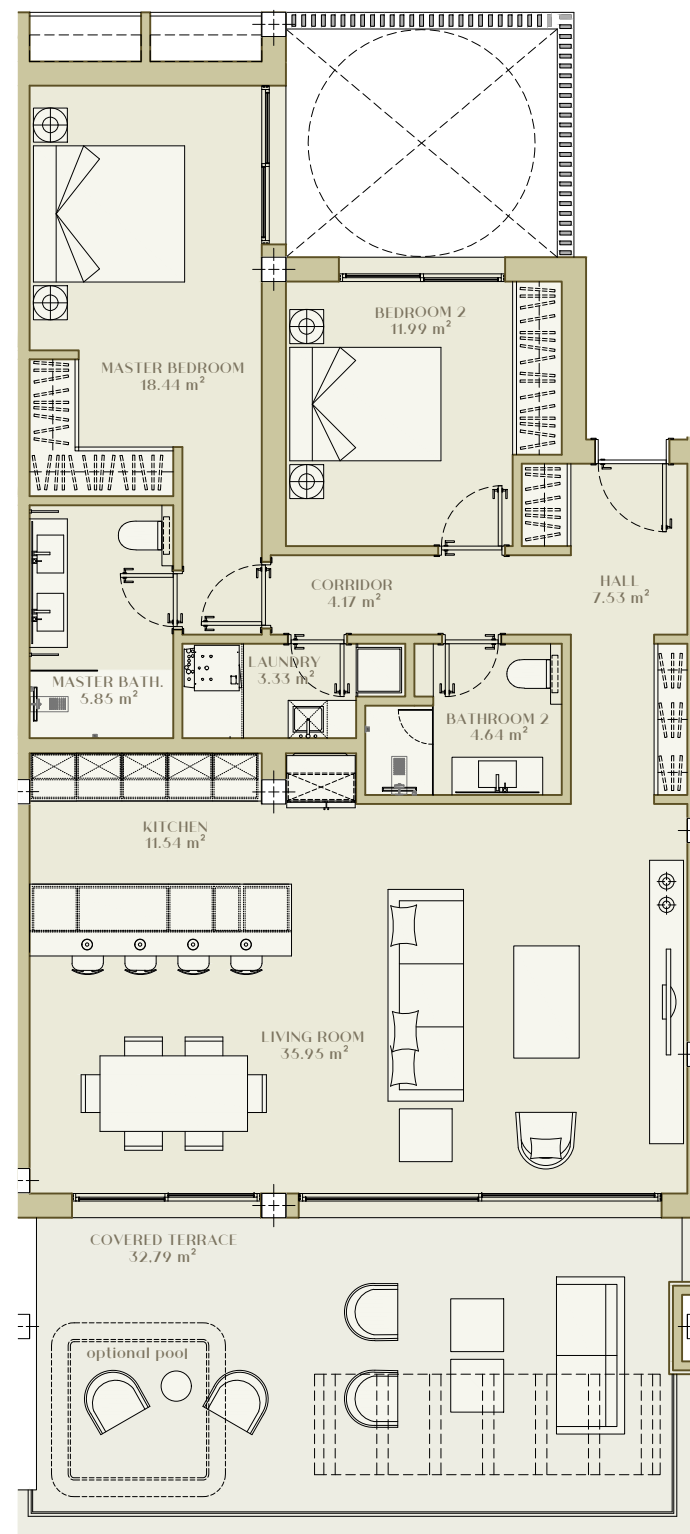 BEDROOM 2
11.99 m²
MASTER BEDROOM
18.44 m²
CORRIDOR
4.17 m²
HALL
7.53 m²
LAUNDRY
3.33 m²
MASTER BATH.
5.85 m²
BATHROOM 2
4.64 m²
KITCHEN
11.54 m²
LIVING ROOM
35.95 m²
COVERED TERRACE
32.79 m²
optional pool